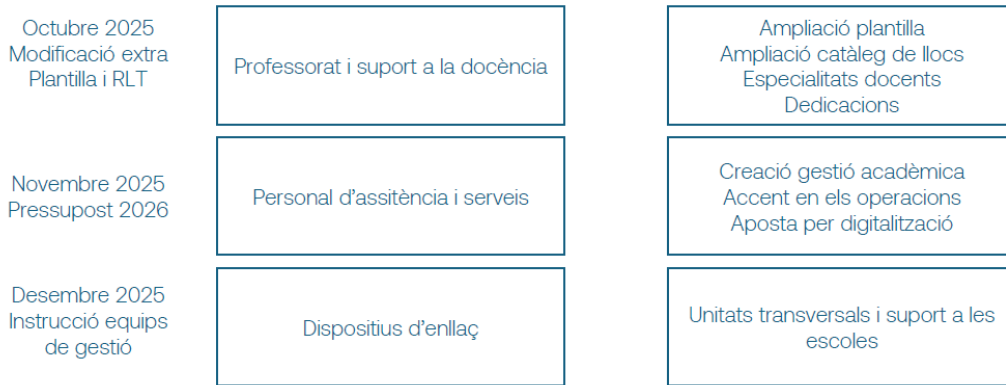 Octubre 2025
Modificació extra
Plantilla i RLT
Professorat i suport a la docència
Ampliació plantilla
Ampliació catàleg de llocs
Especialitats docents
Dedicacions
Novembre 2025
Pressupost 2026
Personal d'assitència i serveis
Creació gestió acadèmica
Accent en els operacions
Aposta per digitalització
Desembre 2025
Instrucció equips
de gestió
Dispositius d'enllaç
Unitats transversals i suport a les
escoles